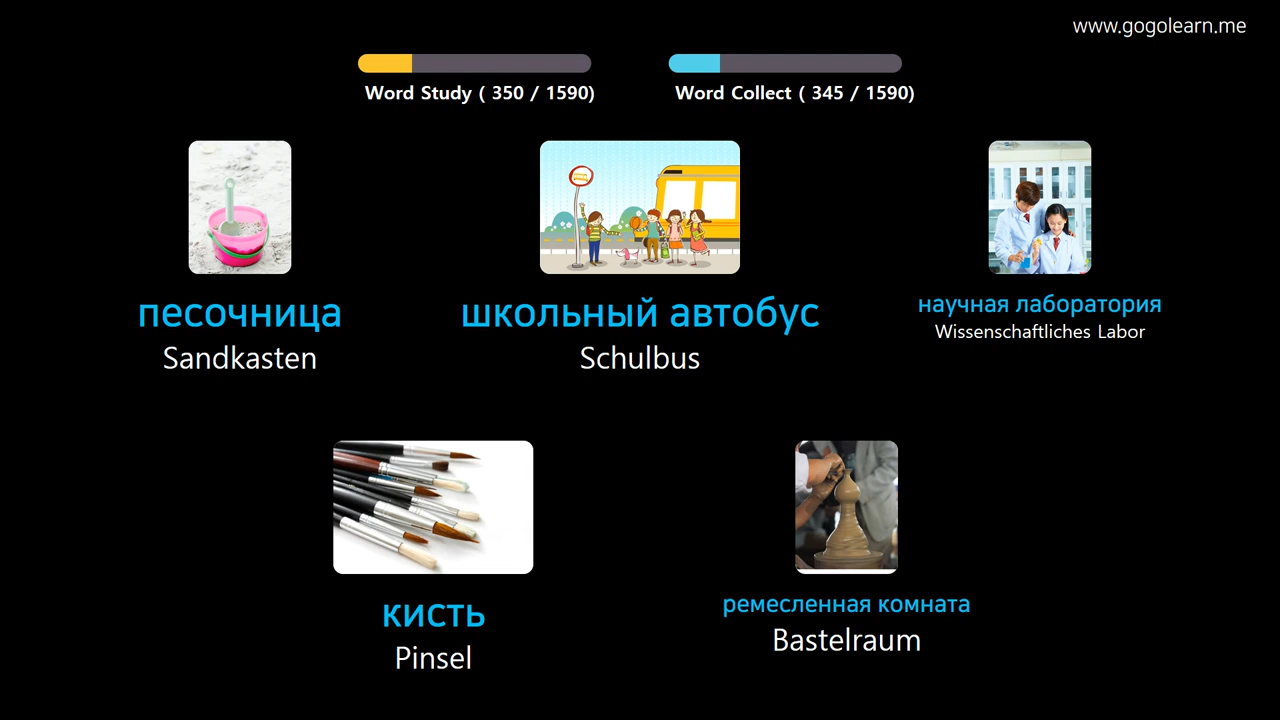 www.gogolearn.me
Word Study ( 350 / 1590)
Word Collect ( 345 / 1590)
песочница
Sandkasten
школьный автобус
Schulbus
научная лаборатория
Wissenschaftliches Labor
кисть
Pinsel
ремесленная комната
Bastelraum